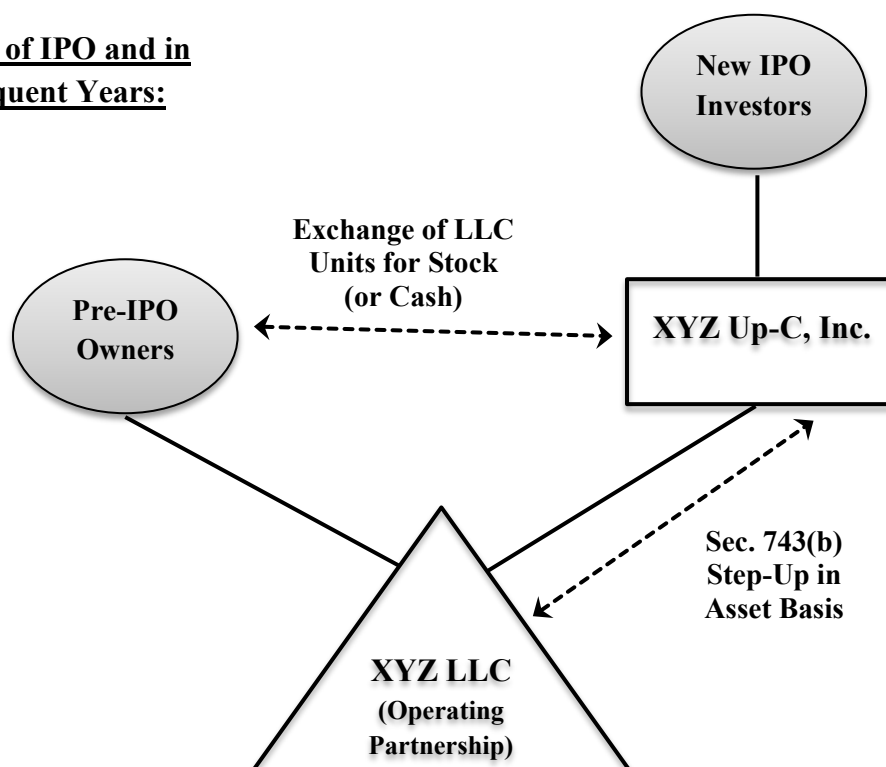 of IPO and in
quent Years:
New IPO
Investors
Exchange of LLC
Units for Stock
(or Cash)
Pre-IPO
Owners
XYZ Up-C, Inc.
Sec. 743(b)
Step-Up in
Asset Basis
XYZ LLC
(Operating
Partnership)